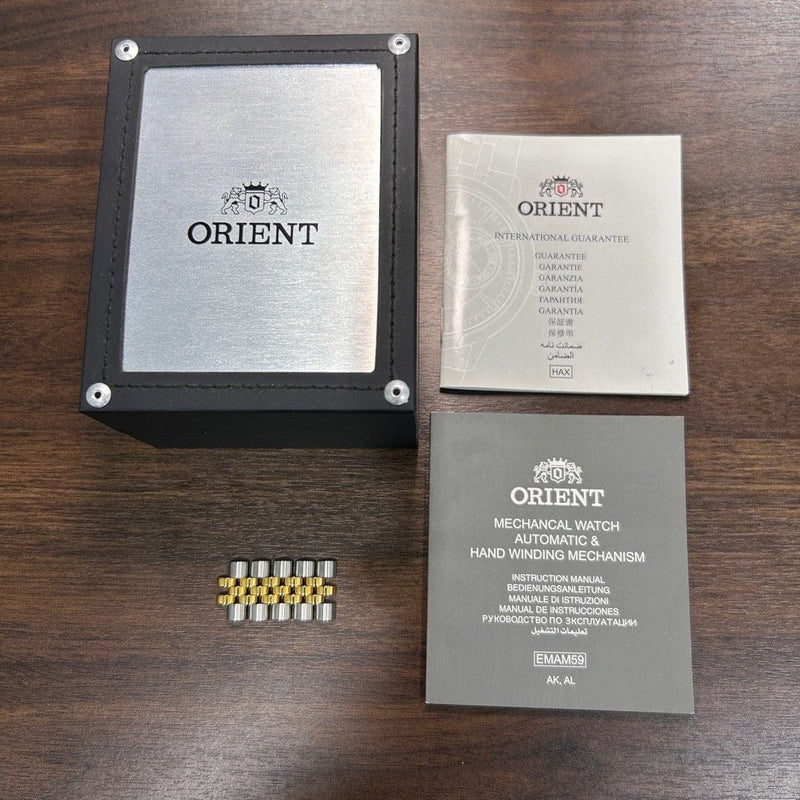 ORIENT
ORIENT
INTERNATIONAL GUARANTEE
GUARANTEE
GARANTIE
GARANZIA
GARANTÍA
ГАРАНТИЯ
GARANTIA
保証書
保修单
ضمانت نامه
الضامن
HAX
ORIENT
MECHANCAL WATCH
AUTOMATIC &
HAND WINDING MECHANISM
INSTRUCTION MANUAL
BEDIENUNGSANLEITUNG
MANUALE DI ISTRUZIONI
MANUAL DE INSTRUCCIONES
РУКОВОДСТВО ПО ЭКСПЛУАТАЦИИ
تعليمات التشغيل
EMAM59
AK, AL